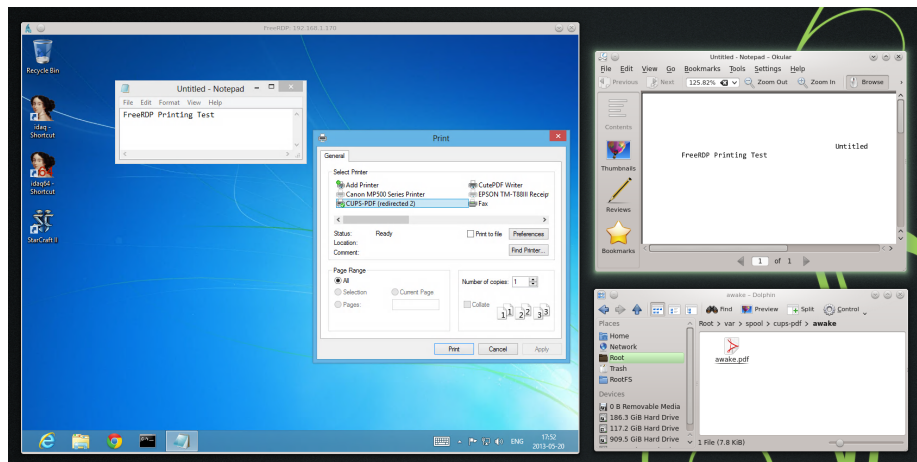 FreeRDP: 192.168.1.170
Recycle Bin
idaq -
Shortcut
idaq64 -
Shortcut
StarCraft II
Untitled - Notepad
File Edit Format View Help
FreeRDP Printing Test
Print
General
Select Printer
Add Printer
Canon MP500 Series Printer
CUPS-PDF (redirected 2)
CutePDF Writer
EPSON TM-T88III Receip
Fax
Status: Ready
Location:
Comment:
Print to file
Preferences
Find Printer...
Page Range
All
Selection
Current Page
Pages:
Number of copies: 1
Collate
1 1 2 2 3 3
Print
Cancel
Apply
ENG
17:52
2013-05-20
Untitled - Notepad - Okular
File Edit View Go Bookmarks Tools Settings Help
Previous Next 125.82% Zoom Out Zoom In Browse
Contents
Thumbnails
Reviews
Bookmarks
Untitled
FreeRDP Printing Test
1 of 1
awake - Dolphin
Find Preview Split Control
Places
Home
Network
Root
Trash
RootFS
Devices
0 B Removable Media
186.3 GiB Hard Drive
117.2 GiB Hard Drive
909.5 GiB Hard Drive
Root > var > spool > cups-pdf > awake
awake.pdf
1 File (7.8 KiB)